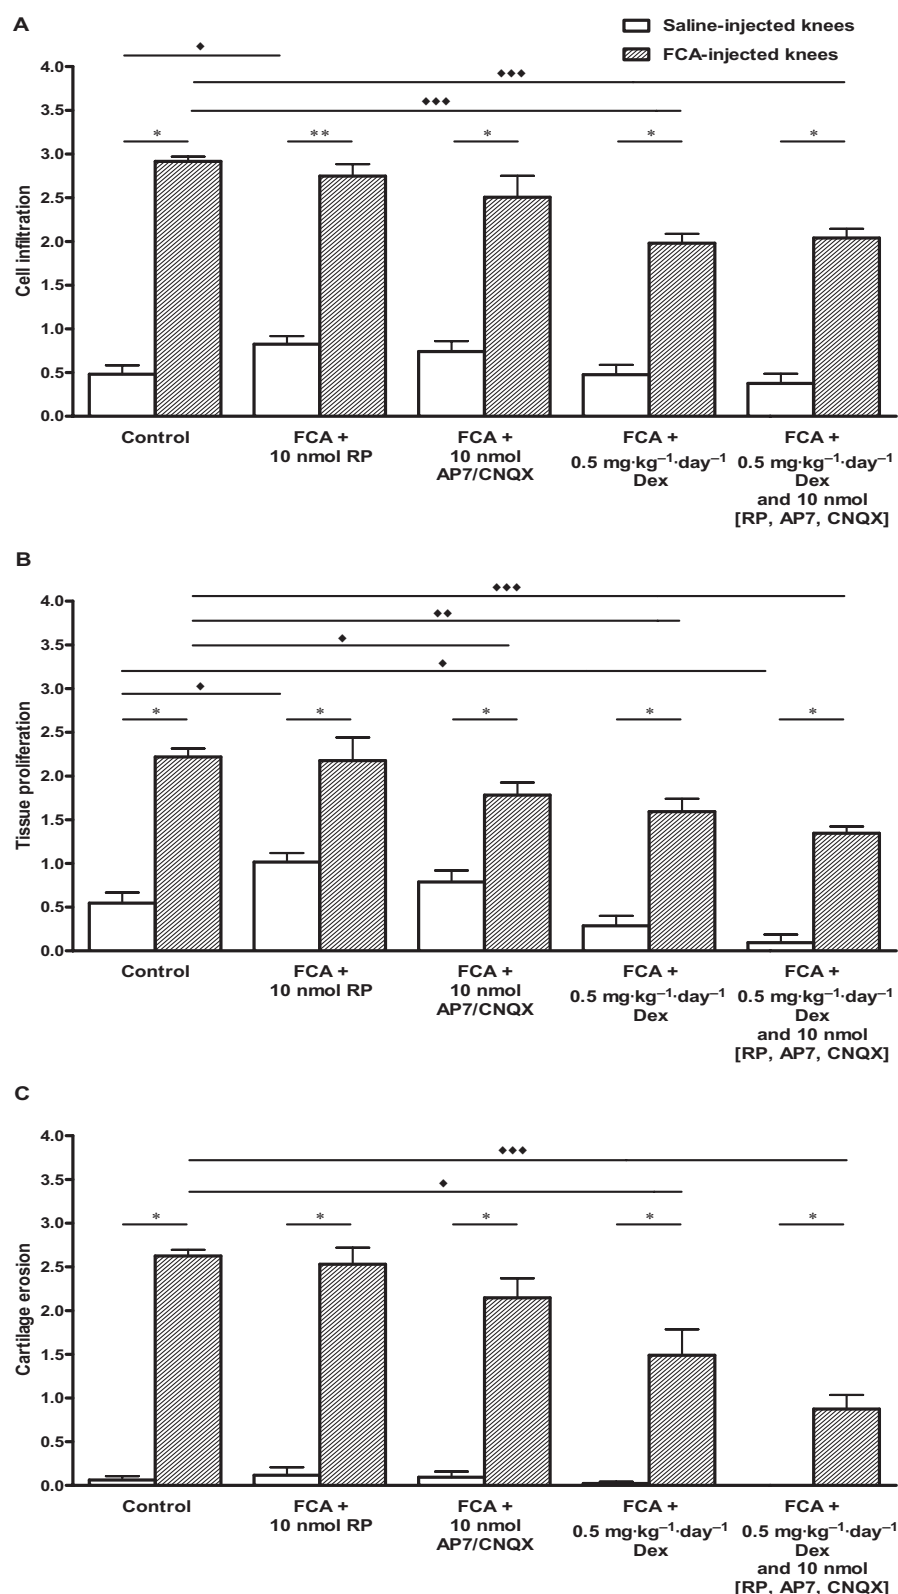 A
Saline-injected knees
FCA-injected knees
◆
◆◆◆
◆◆◆
* ** * * *
4.0
3.5
3.0
2.5
2.0
1.5
1.0
0.5
0.0
Cell infiltration
Control
FCA +
10 nmol RP
FCA +
10 nmol
AP7/CNQX
FCA +
0.5 mg·kg⁻¹·day⁻¹
Dex
FCA +
0.5 mg·kg⁻¹·day⁻¹
Dex
and 10 nmol
[RP, AP7, CNQX]
B
◆◆◆
◆◆
◆
◆
◆
* * * * *
4.0
3.5
3.0
2.5
2.0
1.5
1.0
0.5
0.0
Tissue proliferation
Control
FCA +
10 nmol RP
FCA +
10 nmol
AP7/CNQX
FCA +
0.5 mg·kg⁻¹·day⁻¹
Dex
FCA +
0.5 mg·kg⁻¹·day⁻¹
Dex
and 10 nmol
[RP, AP7, CNQX]
C
◆◆◆
◆
* * * * *
4.0
3.5
3.0
2.5
2.0
1.5
1.0
0.5
0.0
Cartilage erosion
Control
FCA +
10 nmol RP
FCA +
10 nmol
AP7/CNQX
FCA +
0.5 mg·kg⁻¹·day⁻¹
Dex
FCA +
0.5 mg·kg⁻¹·day⁻¹
Dex
and 10 nmol
[RP, AP7, CNQX]